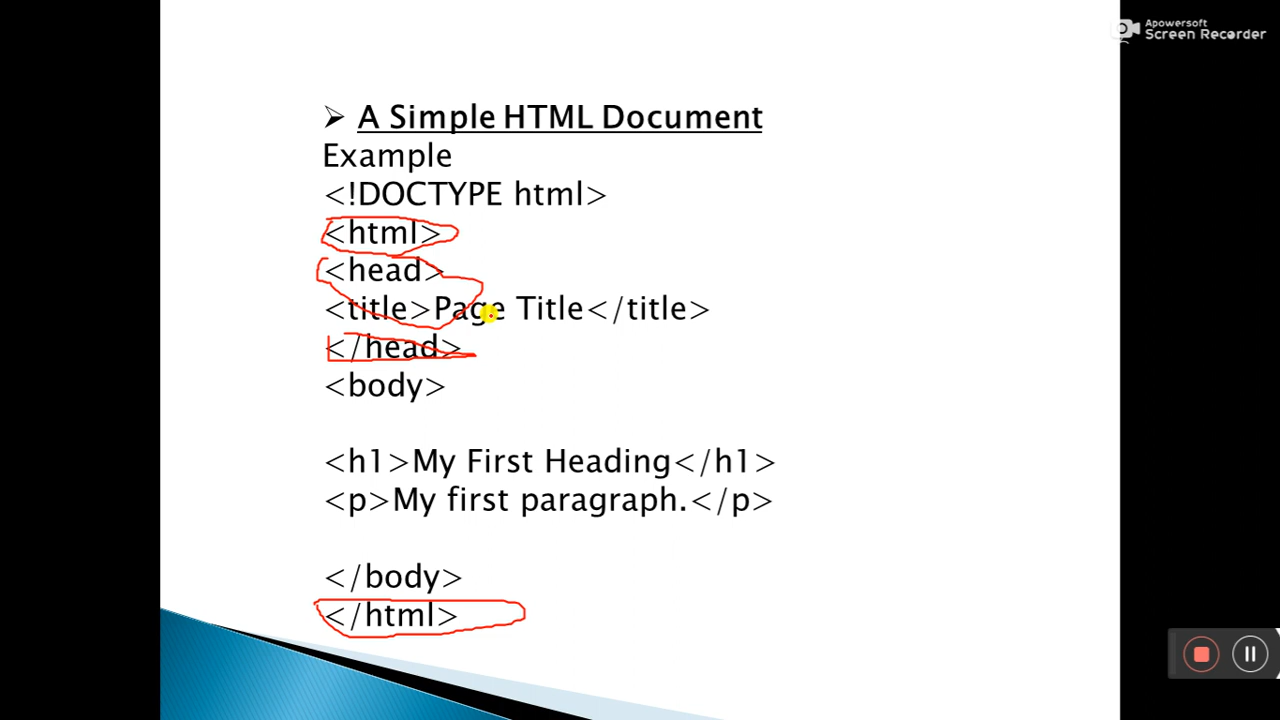 Apowersoft
Screen Recorder
➢ A Simple HTML Document
Example
<!DOCTYPE html>
<html>
<head>
<title>Page Title</title>
</head>
<body>
<h1>My First Heading</h1>
<p>My first paragraph.</p>
</body>
</html>